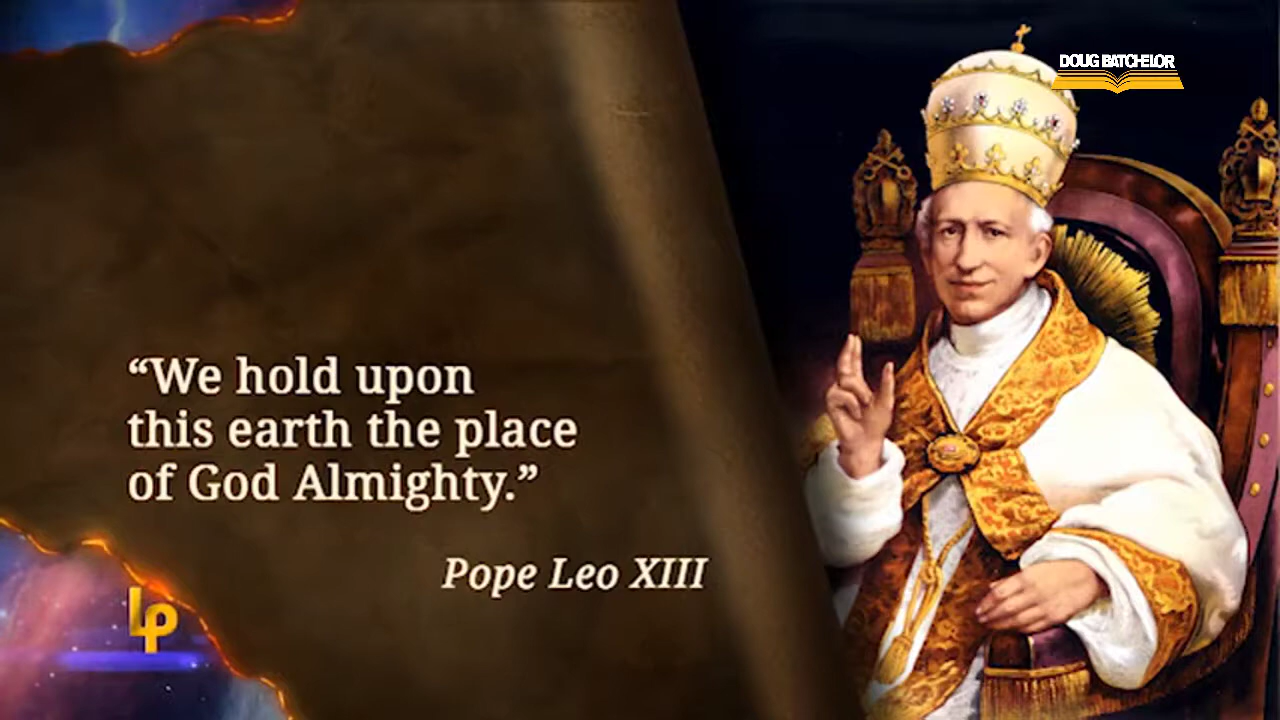 DOUG BATCHELOR
“We hold upon
this earth the place
of God Almighty.”
Pope Leo XIII
LP